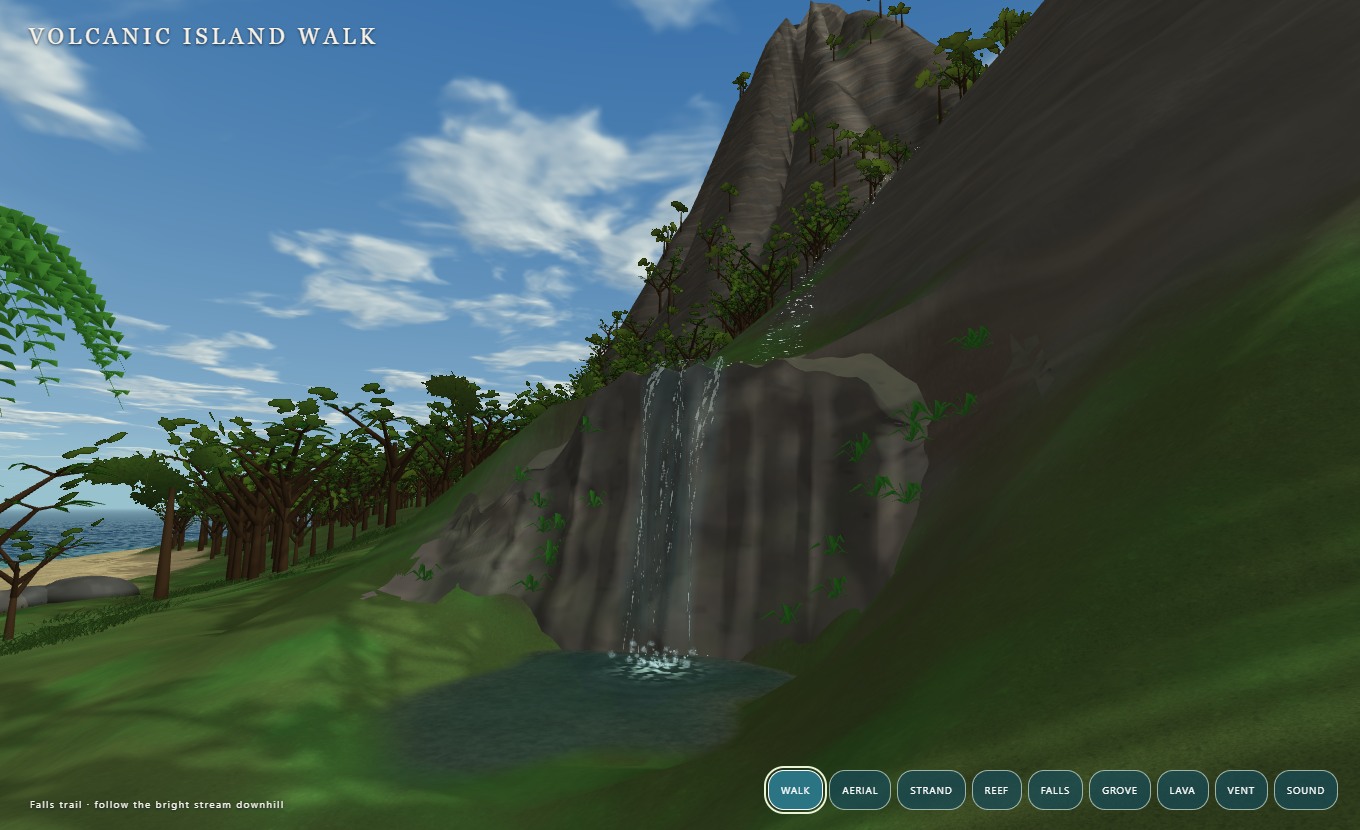 VOLCANIC ISLAND WALK
Falls trail · follow the bright stream downhill
WALK
AERIAL
STRAND
REEF
FALLS
GROVE
LAVA
VENT
SOUND